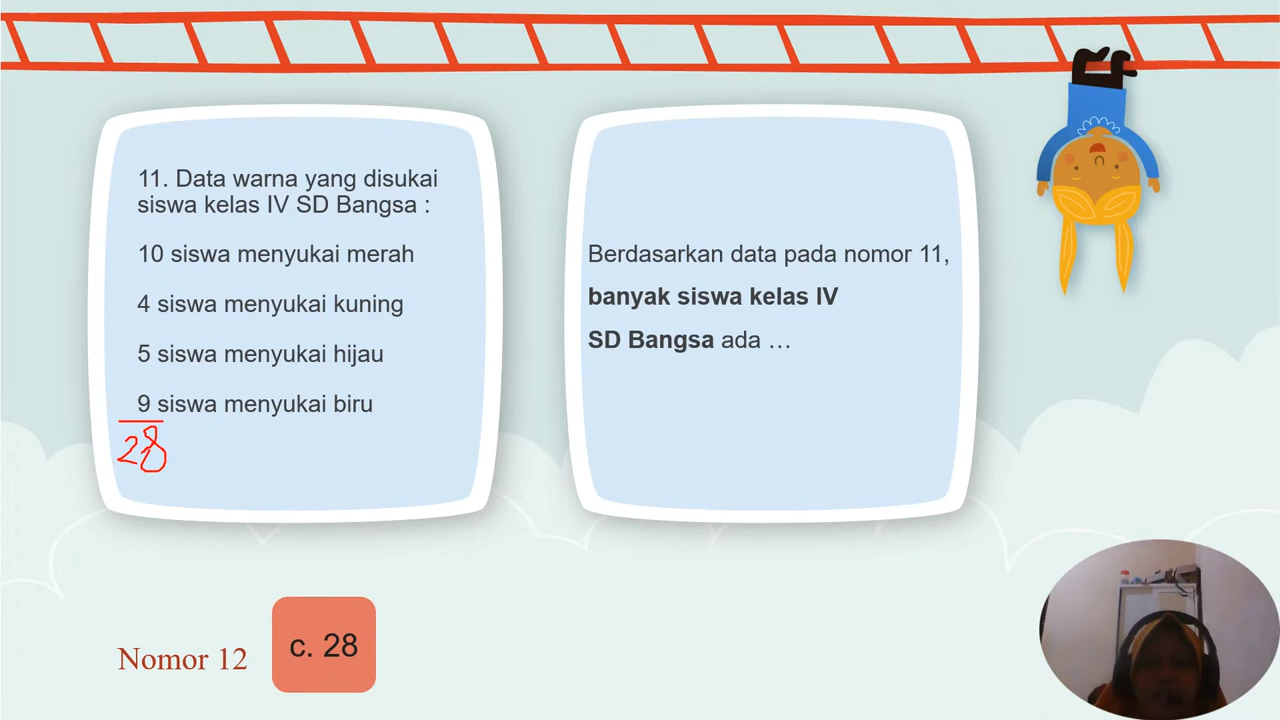 11. Data warna yang disukai
siswa kelas IV SD Bangsa :
10 siswa menyukai merah
4 siswa menyukai kuning
5 siswa menyukai hijau
9 siswa menyukai biru
28
Berdasarkan data pada nomor 11,
banyak siswa kelas IV
SD Bangsa ada …
Nomor 12
c. 28